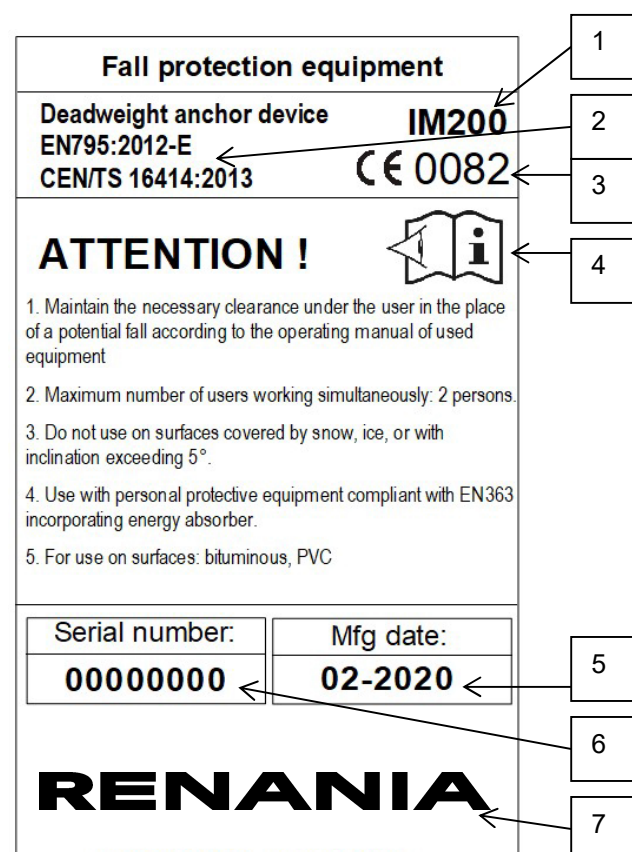 Fall protection equipment
Deadweight anchor device
EN795:2012-E
CEN/TS 16414:2013
IM200
CE 0082
ATTENTION !
1. Maintain the necessary clearance under the user in the place
of a potential fall according to the operating manual of used
equipment
2. Maximum number of users working simultaneously: 2 persons.
3. Do not use on surfaces covered by snow, ice, or with
inclination exceeding 5°.
4. Use with personal protective equipment compliant with EN363
incorporating energy absorber.
5. For use on surfaces: bituminous, PVC
Serial number:
00000000
Mfg date:
02-2020
RENANIA
1
2
3
4
5
6
7